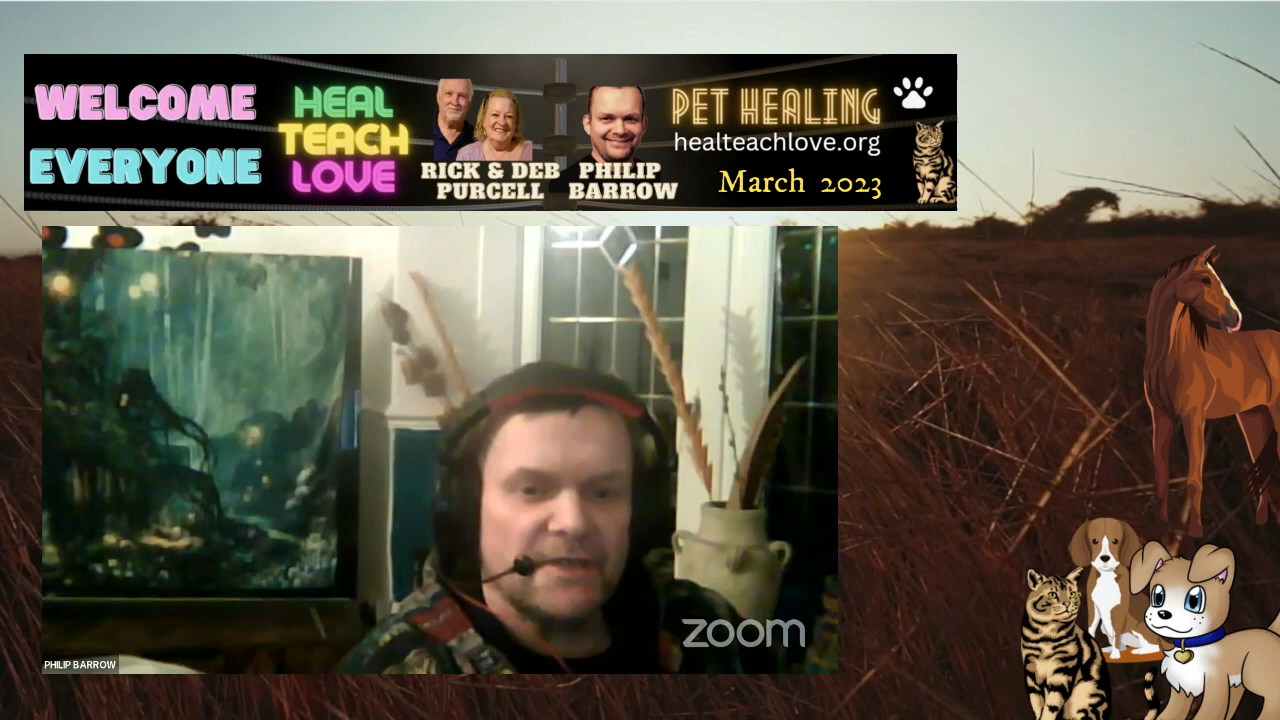 WELCOME
EVERYONE
HEAL
TEACH
LOVE
RICK & DEB
PURCELL
PHILIP
BARROW
PET HEALING
healteachlove.org
March 2023
zoom
PHILIP BARROW